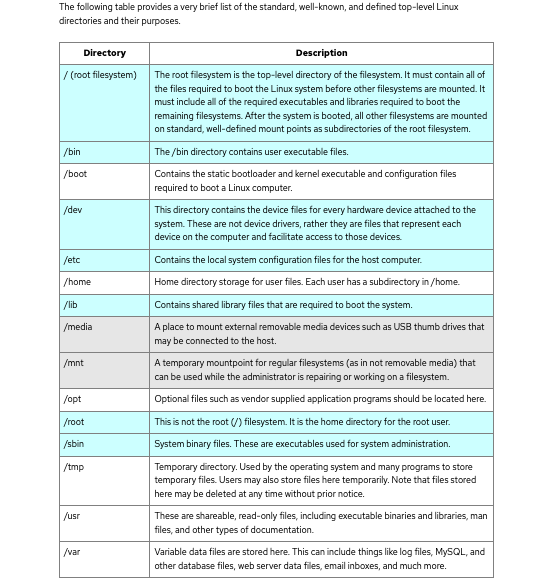 The following table provides a very brief list of the standard, well-known, and defined top-level Linux
directories and their purposes.
Directory Description
/ (root filesystem) The root filesystem is the top-level directory of the filesystem. It must contain all of
the files required to boot the Linux system before other filesystems are mounted. It
must include all of the required executables and libraries required to boot the
remaining filesystems. After the system is booted, all other filesystems are mounted
on standard, well-defined mount points as subdirectories of the root filesystem.
/bin The /bin directory contains user executable files.
/boot Contains the static bootloader and kernel executable and configuration files
required to boot a Linux computer.
/dev This directory contains the device files for every hardware device attached to the
system. These are not device drivers, rather they are files that represent each
device on the computer and facilitate access to those devices.
/etc Contains the local system configuration files for the host computer.
/home Home directory storage for user files. Each user has a subdirectory in /home.
/lib Contains shared library files that are required to boot the system.
/media A place to mount external removable media devices such as USB thumb drives that
may be connected to the host.
/mnt A temporary mountpoint for regular filesystems (as in not removable media) that
can be used while the administrator is repairing or working on a filesystem.
/opt Optional files such as vendor supplied application programs should be located here.
/root This is not the root (/) filesystem. It is the home directory for the root user.
/sbin System binary files. These are executables used for system administration.
/tmp Temporary directory. Used by the operating system and many programs to store
temporary files. Users may also store files here temporarily. Note that files stored
here may be deleted at any time without prior notice.
/usr These are shareable, read-only files, including executable binaries and libraries, man
files, and other types of documentation.
/var Variable data files are stored here. This can include things like log files, MySQL, and
other database files, web server data files, email inboxes, and much more.